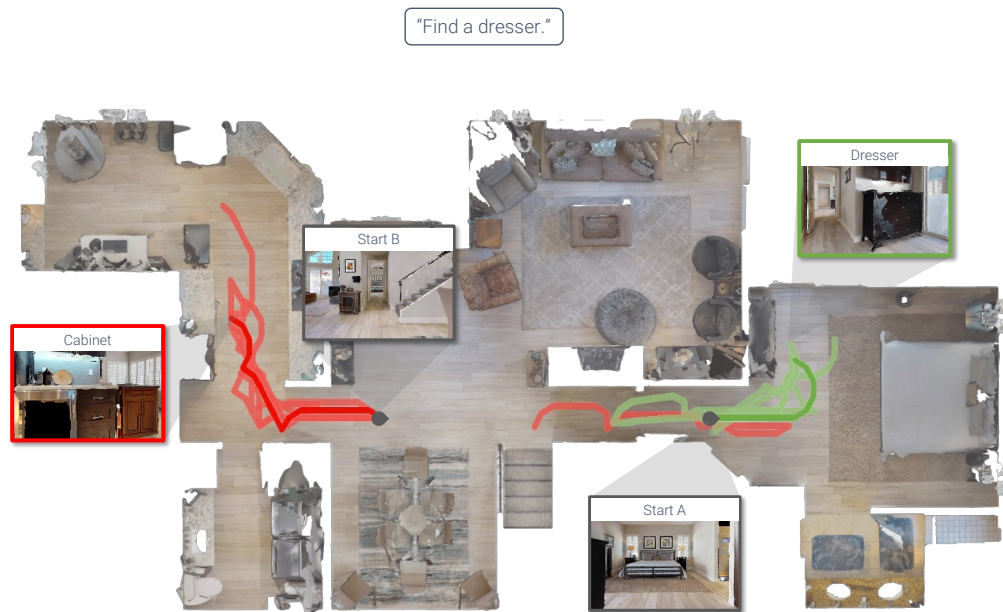 “Find a dresser.”
Dresser
Start B
Cabinet
Start A